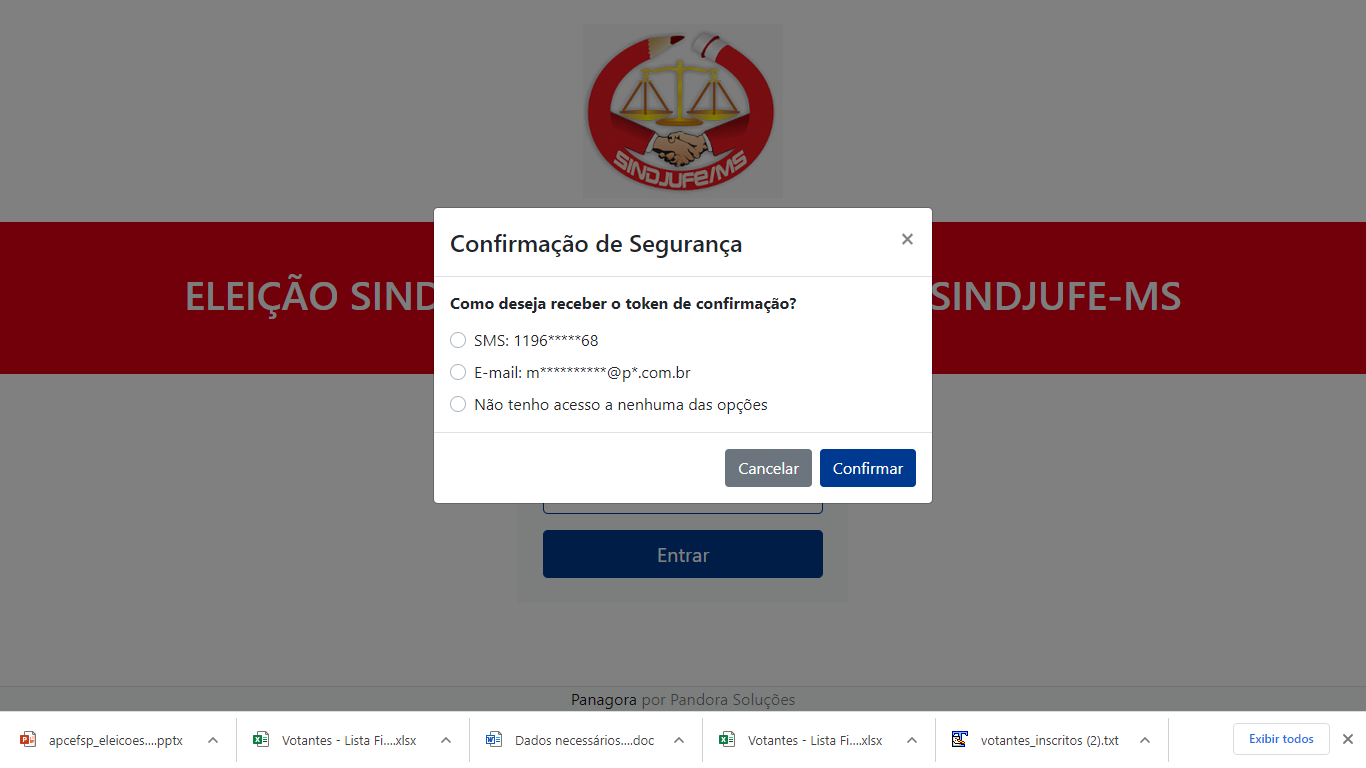 SINDJUFE/MS
Confirmação de Segurança
×
ELEIÇÃO SIND
SINDJUFE-MS
Como deseja receber o token de confirmação?
SMS: 1196*****68
E-mail: m**********@p*.com.br
Não tenho acesso a nenhuma das opções
Cancelar
Confirmar
Entrar
Panagora por Pandora Soluções
apcefsp_eleicoes....pptx
Votantes - Lista Fi....xlsx
Dados necessários....doc
Votantes - Lista Fi....xlsx
votantes_inscritos (2).txt
Exibir todos